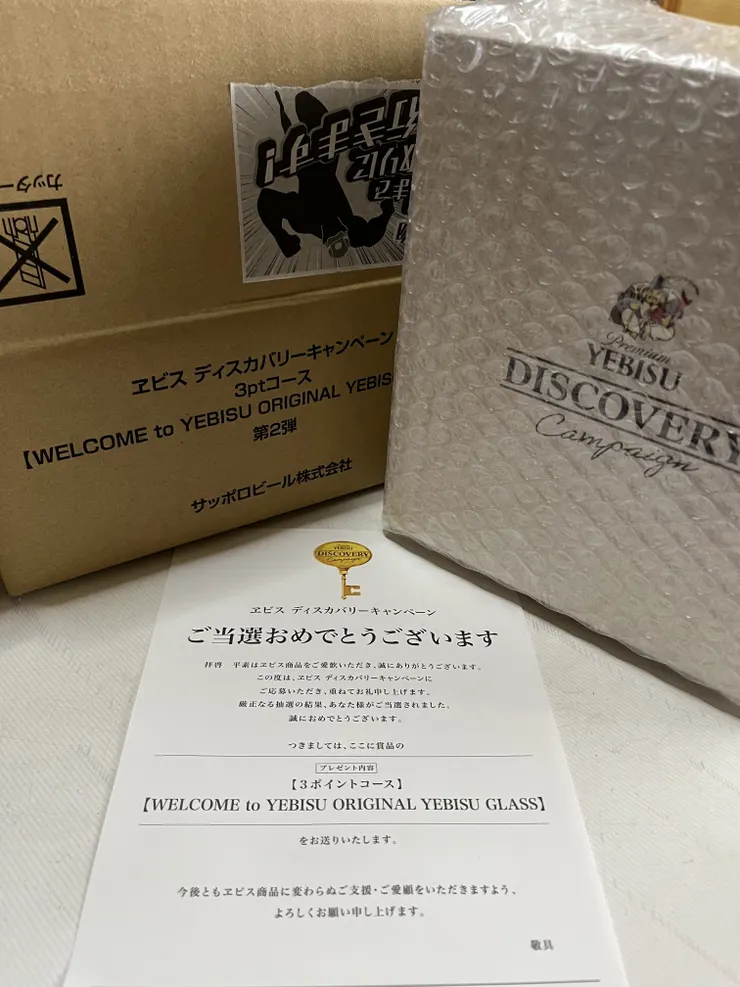 行きます!
カッター
ヱビス ディスカバリーキャンペーン
3ptコース
【WELCOME to YEBISU ORIGINAL YEBIS
第2弾
サッポロビール株式会社
Premium
YEBISU
DISCOVERY
Campaign
YEBISU
DISCOVERY
Campaign
ヱビス ディスカバリーキャンペーン
ご当選おめでとうございます
拝啓 平素はヱビス商品をご愛飲いただき、誠にありがとうございます。
この度は、ヱビス ディスカバリーキャンペーンに
ご応募いただき、重ねてお礼申し上げます。
厳正なる抽選の結果、あなた様がご当選されました。
誠におめでとうございます。
つきましては、ここに賞品の
プレゼント内容
【3ポイントコース】
【WELCOME to YEBISU ORIGINAL YEBISU GLASS】
をお送りいたします。
今後ともヱビス商品に変わらぬご支援・ご愛顧をいただきますよう、
よろしくお願い申し上げます。
敬具